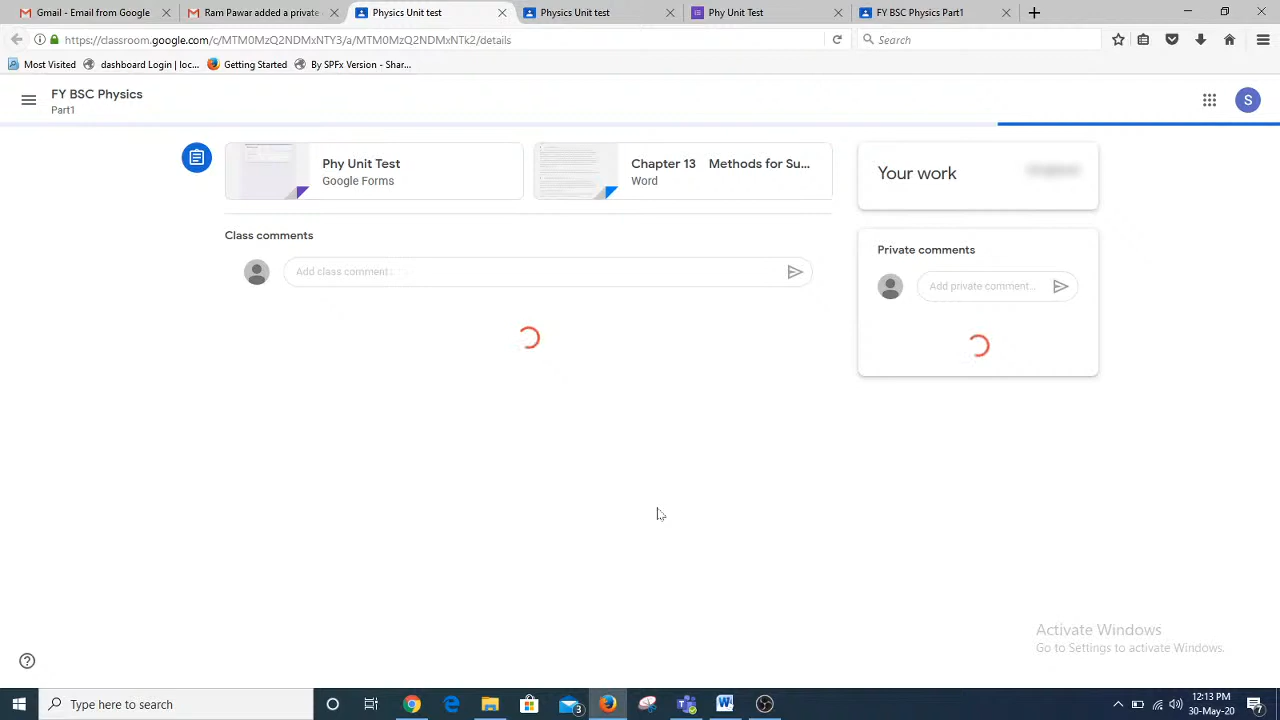 Gmail - Email from Google
Ram Pawar added a private
Physics Unit test
Physics Unit test
Phy Unit Test
FY BSC Physics Part1
https://classroom.google.com/c/MTM0MzQ2NDMxNTY3/a/MTM0MzQ2NDMxNTk2/details
Search
Most Visited
dashboard Login | loc...
Getting Started
By SPFx Version - Shar...
FY BSC Physics
Part1
S
Phy Unit Test
Google Forms
Chapter 13 Methods for Su...
Word
Your work
Class comments
Add class comment
Private comments
Add private comment...
Activate Windows
Go to Settings to activate Windows.
Type here to search
3
12:13 PM
30-May-20
7